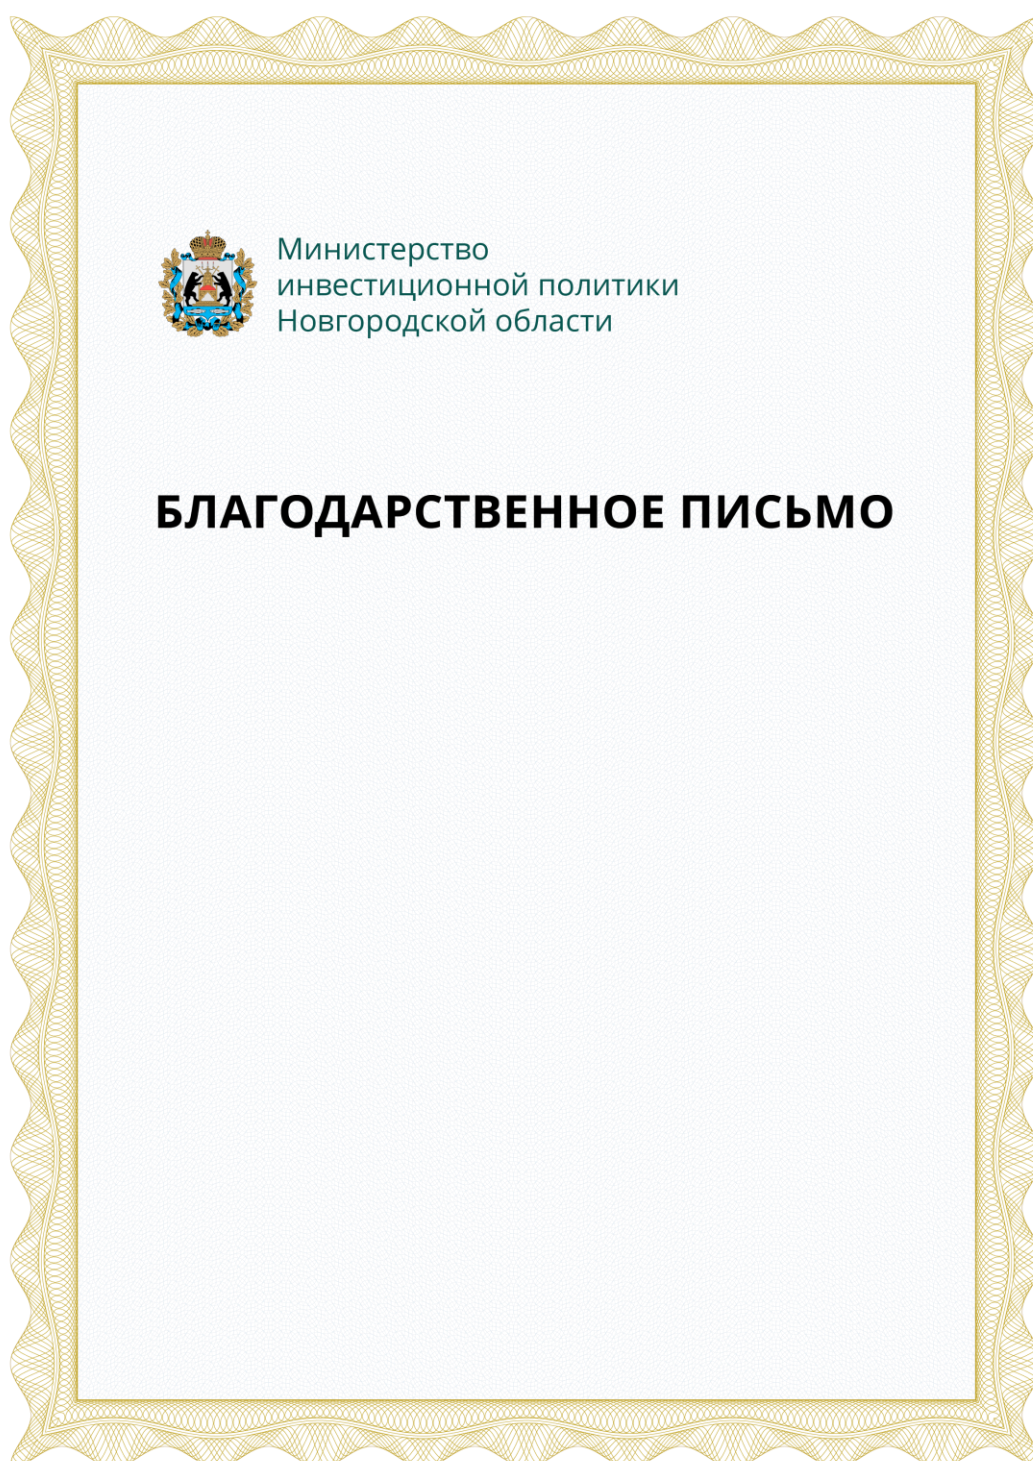 Министерство
инвестиционной политики
Новгородской области
БЛАГОДАРСТВЕННОЕ ПИСЬМО